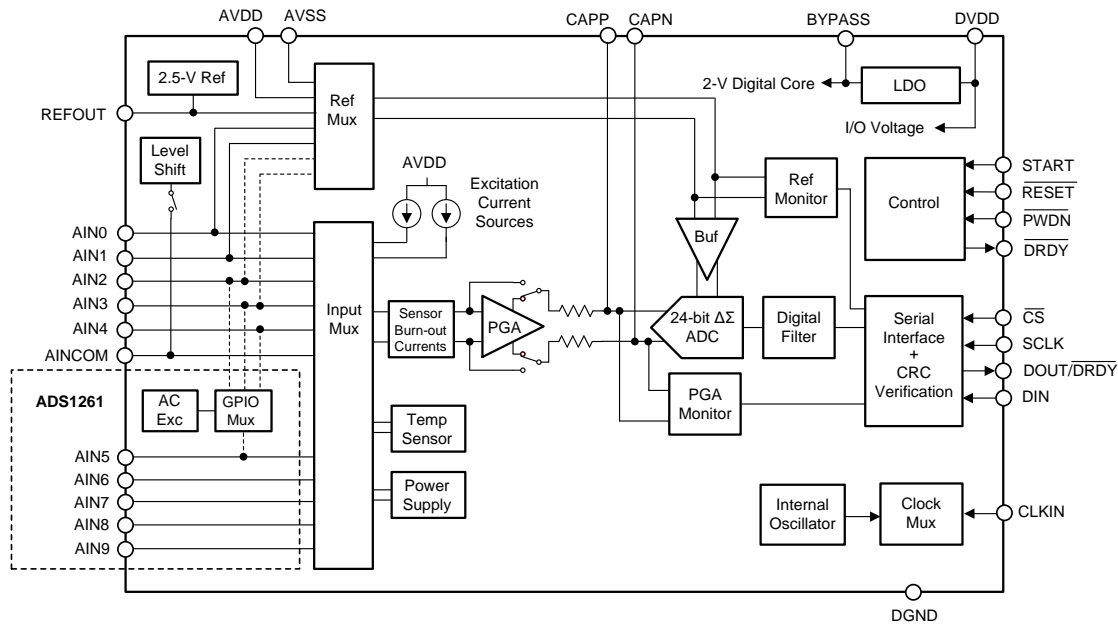 AVDD
AVSS
CAPP
CAPN
BYPASS
DVDD
2.5-V Ref
Ref
Mux
2-V Digital Core
LDO
REFOUT
I/O Voltage
Level
Shift
AVDD
Excitation
Current
Sources
Ref
Monitor
Control
START
RESET
PWDN
DRDY
AIN0
AIN1
AIN2
AIN3
AIN4
AINCOM
Input
Mux
Sensor
Burn-out
Currents
PGA
Buf
24-bit ΔΣ
ADC
Digital
Filter
Serial
Interface
+
CRC
Verification
CS
SCLK
DOUT/DRDY
DIN
PGA
Monitor
ADS1261
AC
Exc
GPIO
Mux
Temp
Sensor
Power
Supply
AIN5
AIN6
AIN7
AIN8
AIN9
Internal
Oscillator
Clock
Mux
CLKIN
DGND